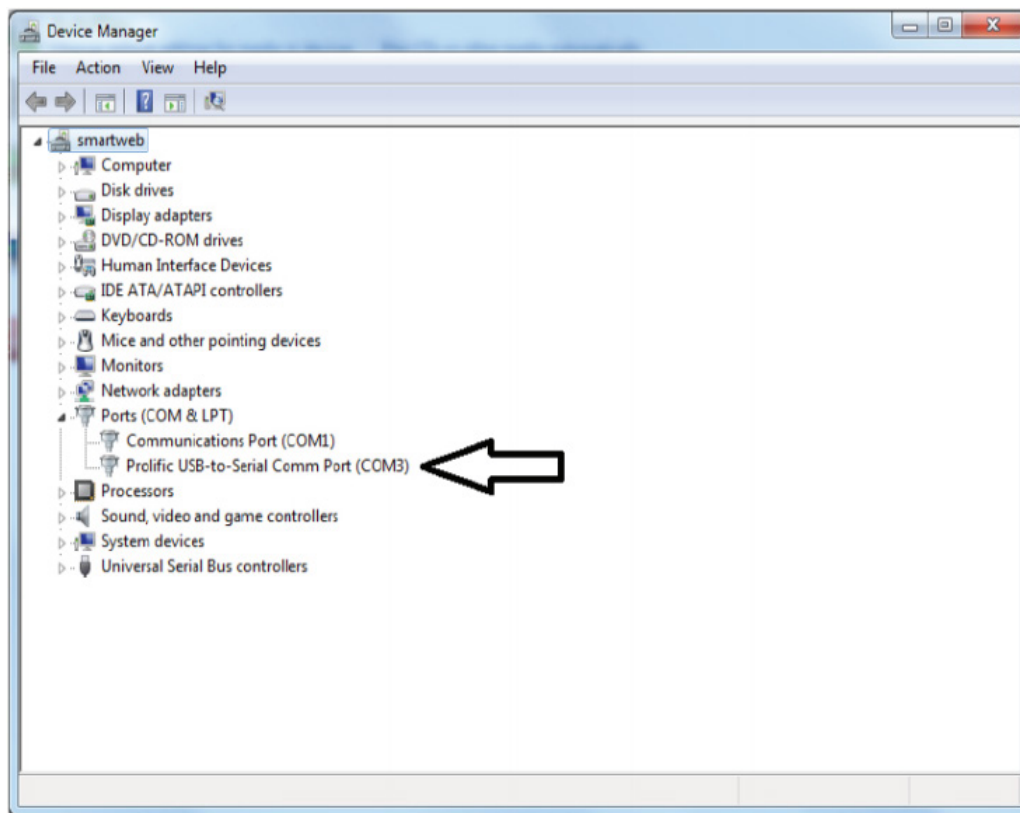 Device Manager
File Action View Help
smartweb
Computer
Disk drives
Display adapters
DVD/CD-ROM drives
Human Interface Devices
IDE ATA/ATAPI controllers
Keyboards
Mice and other pointing devices
Monitors
Network adapters
Ports (COM & LPT)
Communications Port (COM1)
Prolific USB-to-Serial Comm Port (COM3)
Processors
Sound, video and game controllers
System devices
Universal Serial Bus controllers